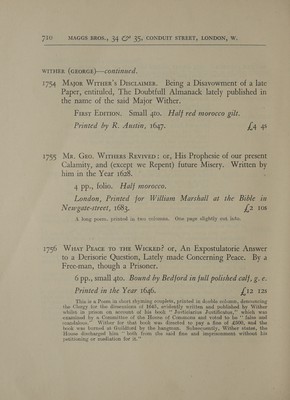 710 MAGGS BROS., 34 & 35, CONDUIT STREET, LONDON, W.
WITHER (GEORGE)—continued.
1754 Major Wither's Disclaimer. Being a Disavowment of a late
Paper, entituled, The Doubtfull Almanack lately published in
the name of the said Major Wither.
First Edition. Small 4to. Half red morocco gilt.
Printed by R. Austin, 1647. £4 4s
1755 Mr. Geo. Withers Revived: or, His Prophesie of our present
Calamity, and (except we Repent) future Misery. Written by
him in the Year 1628.
4 pp., folio. Half morocco.
London, Printed for William Marshall at the Bible in
Newgate-street, 1683. £2 10s
A long poem, printed in two columns. One page slightly cut into.
1756 What Peace to the Wicked? or, An Expostulatorie Answer
to a Derisorie Question, Lately made Concerning Peace. By a
Free-man, though a Prisoner.
6 pp., small 4to. Bound by Bedford in full polished calf, g. e.
Printed in the Year 1646. £12 12s
This is a Poem in short rhyming couplets, printed in double column, denouncing
the Clergy for the dissensions of 1645, evidently written and published by Wither
whilst in prison on account of his book "Justitiarius Justificatus," which was
examined by a Committee of the House of Commons and voted to be "false and
scandalous." Wither for that book was directed to pay a fine of £500, and the
book was burned at Guildford by the hangman. Subsequently, Wither states, the
House discharged him "both from the said fine and imprisonment without his
petitioning or mediation for it."